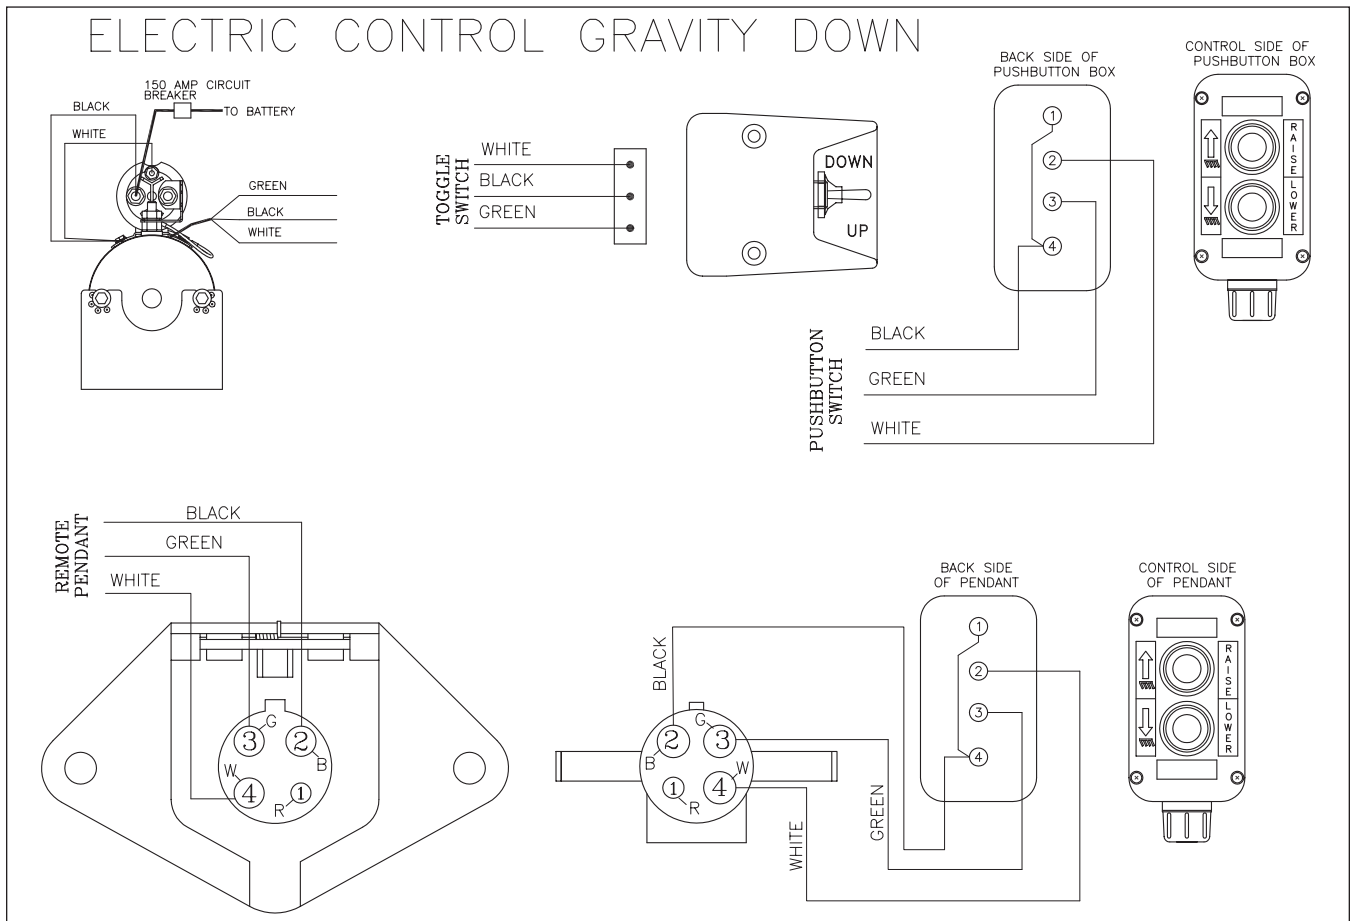 ELECTRIC CONTROL GRAVITY DOWN
150 AMP CIRCUIT
BREAKER
BLACK
TO BATTERY
WHITE
GREEN
BLACK
WHITE
TOGGLE
SWITCH
WHITE
BLACK
GREEN
DOWN
UP
BACK SIDE OF
PUSHBUTTON BOX
1
2
3
4
CONTROL SIDE OF
PUSHBUTTON BOX
RAISE
LOWER
PUSHBUTTON
SWITCH
BLACK
GREEN
WHITE
REMOTE
PENDANT
BLACK
GREEN
WHITE
G
3
2
W
B
4
R
1
BLACK
G
2
3
B
W
1
4
R
WHITE
GREEN
BACK SIDE
OF PENDANT
1
2
3
4
CONTROL SIDE
OF PENDANT
RAISE
LOWER